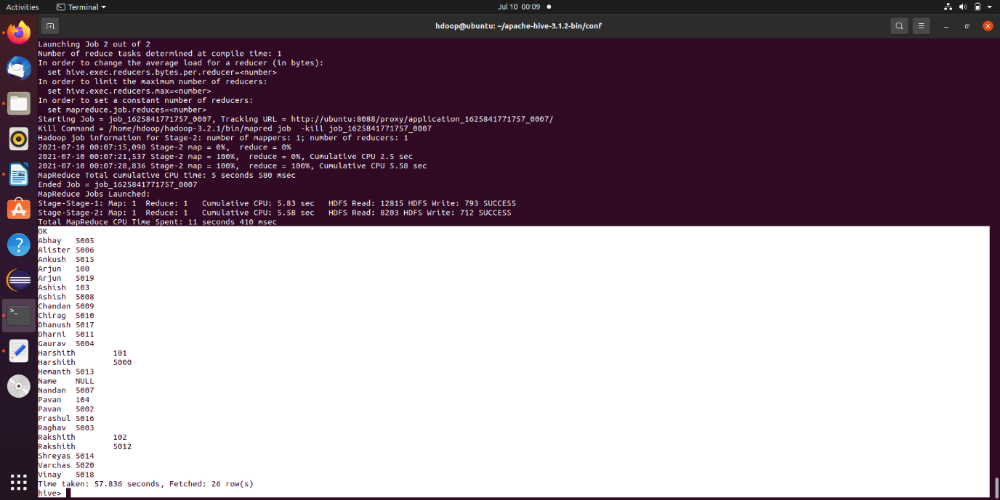 Activities
Terminal
Jul 10 00:09
hdoop@ubuntu: ~/apache-hive-3.1.2-bin/conf
Launching Job 2 out of 2
Number of reduce tasks determined at compile time: 1
In order to change the average load for a reducer (in bytes):
  set hive.exec.reducers.bytes.per.reducer=<number>
In order to limit the maximum number of reducers:
  set hive.exec.reducers.max=<number>
In order to set a constant number of reducers:
  set mapreduce.job.reduces=<number>
Starting Job = job_1625841771757_0007, Tracking URL = http://ubuntu:8088/proxy/application_1625841771757_0007/
Kill Command = /home/hdoop/hadoop-3.2.1/bin/mapred job  -kill job_1625841771757_0007
Hadoop job information for Stage-2: number of mappers: 1; number of reducers: 1
2021-07-10 00:07:15,098 Stage-2 map = 0%,  reduce = 0%
2021-07-10 00:07:21,537 Stage-2 map = 100%,  reduce = 0%, Cumulative CPU 2.5 sec
2021-07-10 00:07:28,836 Stage-2 map = 100%,  reduce = 100%, Cumulative CPU 5.58 sec
MapReduce Total cumulative CPU time: 5 seconds 580 msec
Ended Job = job_1625841771757_0007
MapReduce Jobs Launched:
Stage-Stage-1: Map: 1  Reduce: 1   Cumulative CPU: 5.83 sec   HDFS Read: 12815 HDFS Write: 793 SUCCESS
Stage-Stage-2: Map: 1  Reduce: 1   Cumulative CPU: 5.58 sec   HDFS Read: 8203 HDFS Write: 712 SUCCESS
Total MapReduce CPU Time Spent: 11 seconds 410 msec
OK
Abhay	5005
Alister	5006
Ankush	5015
Arjun	100
Arjun	5019
Ashish	103
Ashish	5008
Chandan	5009
Chirag	5010
Dhanush	5017
Dharni	5011
Gaurav	5004
Harshith	101
Harshith	5000
Hemanth	5013
Name	NULL
Nandan	5007
Pavan	104
Pavan	5002
Prashul	5016
Raghav	5003
Rakshith	102
Rakshith	5012
Shreyas	5014
Varchas	5020
Vinay	5018
Time taken: 57.836 seconds, Fetched: 26 row(s)
hive>